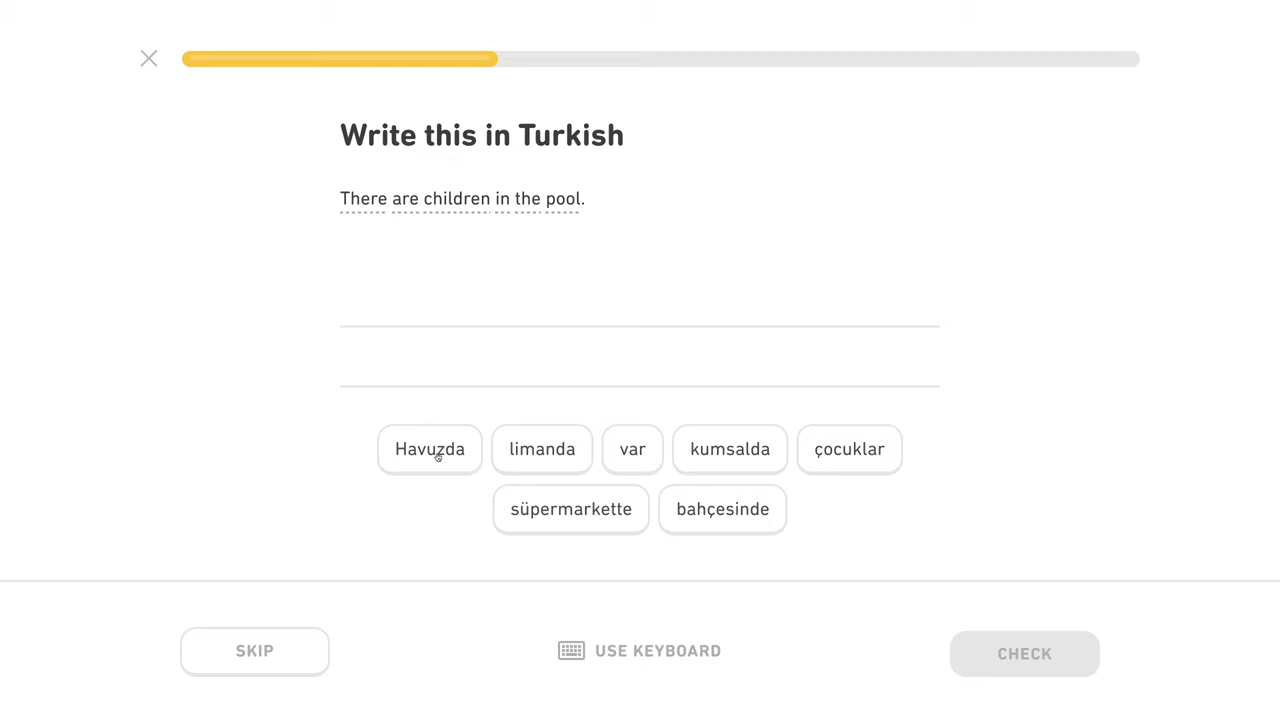 Write this in Turkish
There are children in the pool.
Havuzda limanda var kumsalda çocuklar
süpermarkette bahçesinde
SKIP USE KEYBOARD CHECK